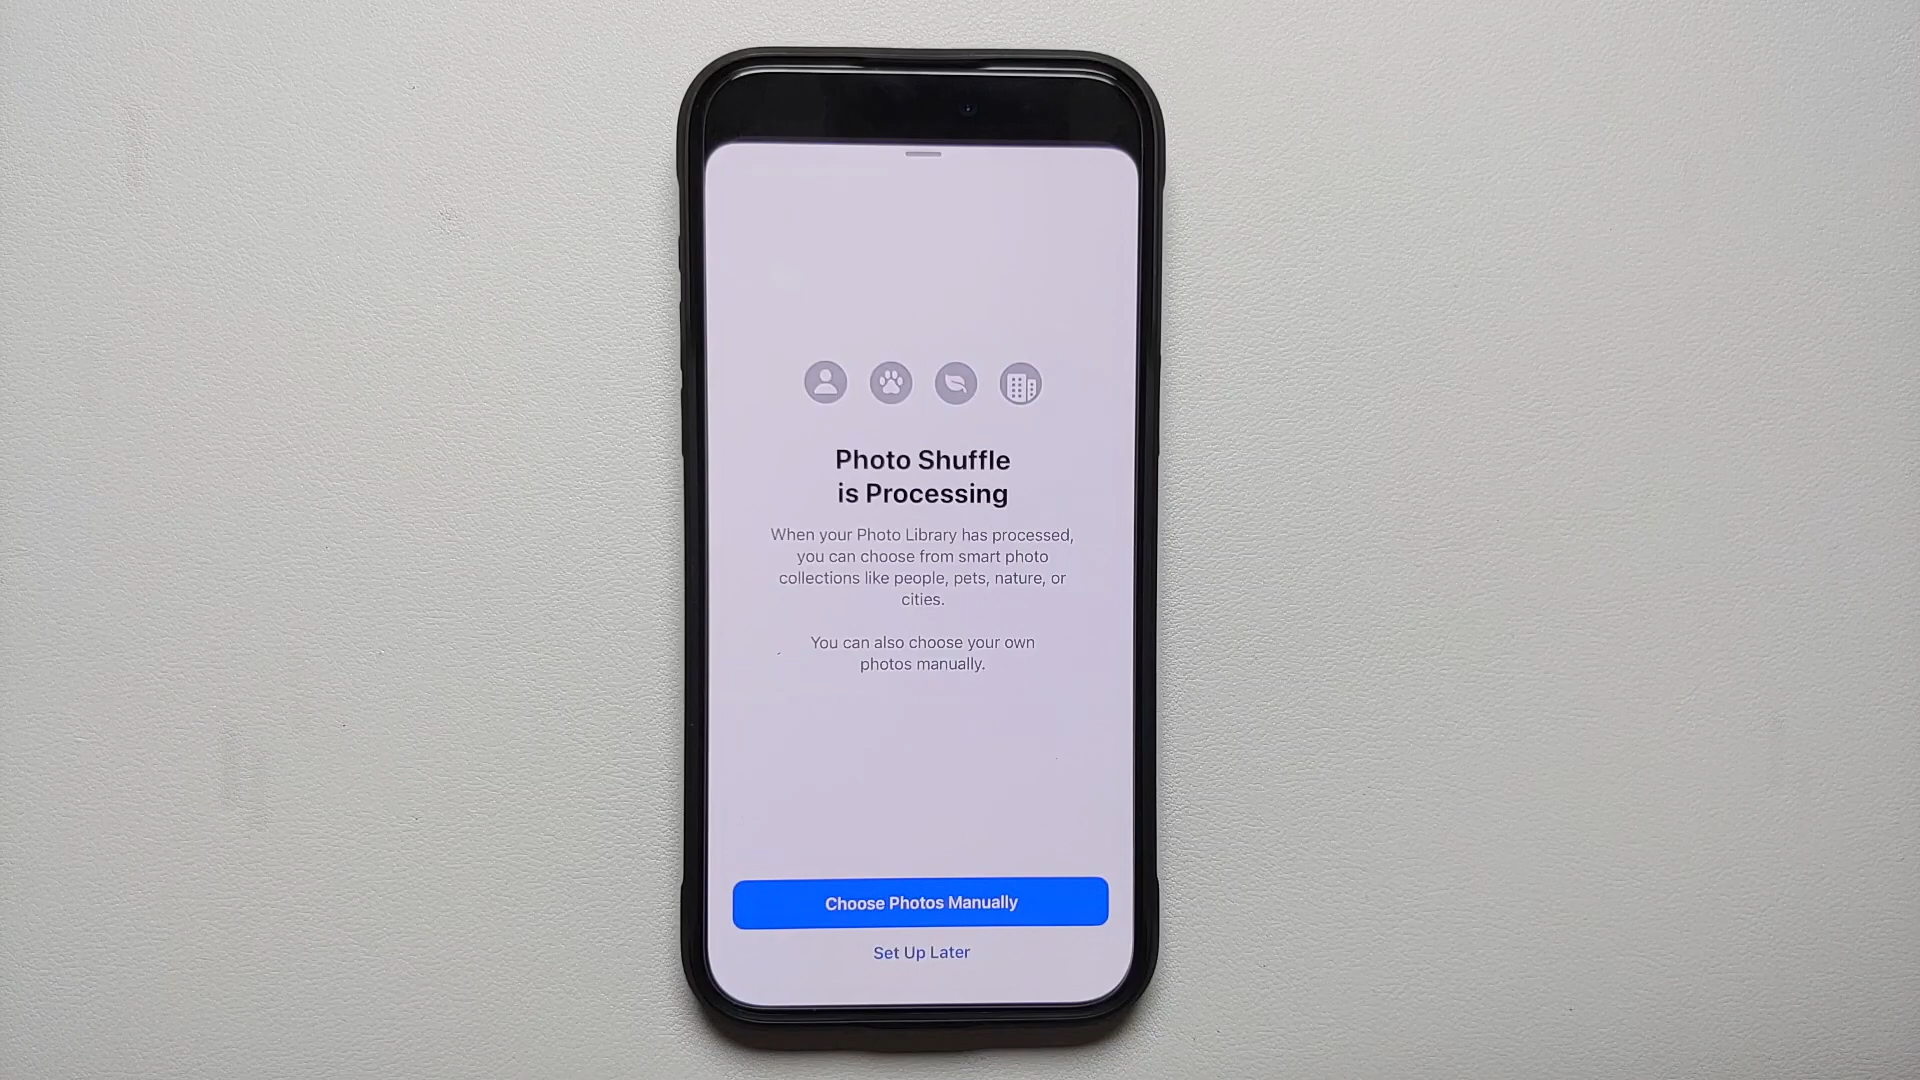 Photo Shuffle
is Processing
When your Photo Library has processed,
you can choose from smart photo
collections like people, pets, nature, or
cities.
You can also choose your own
photos manually.
Choose Photos Manually
Set Up Later